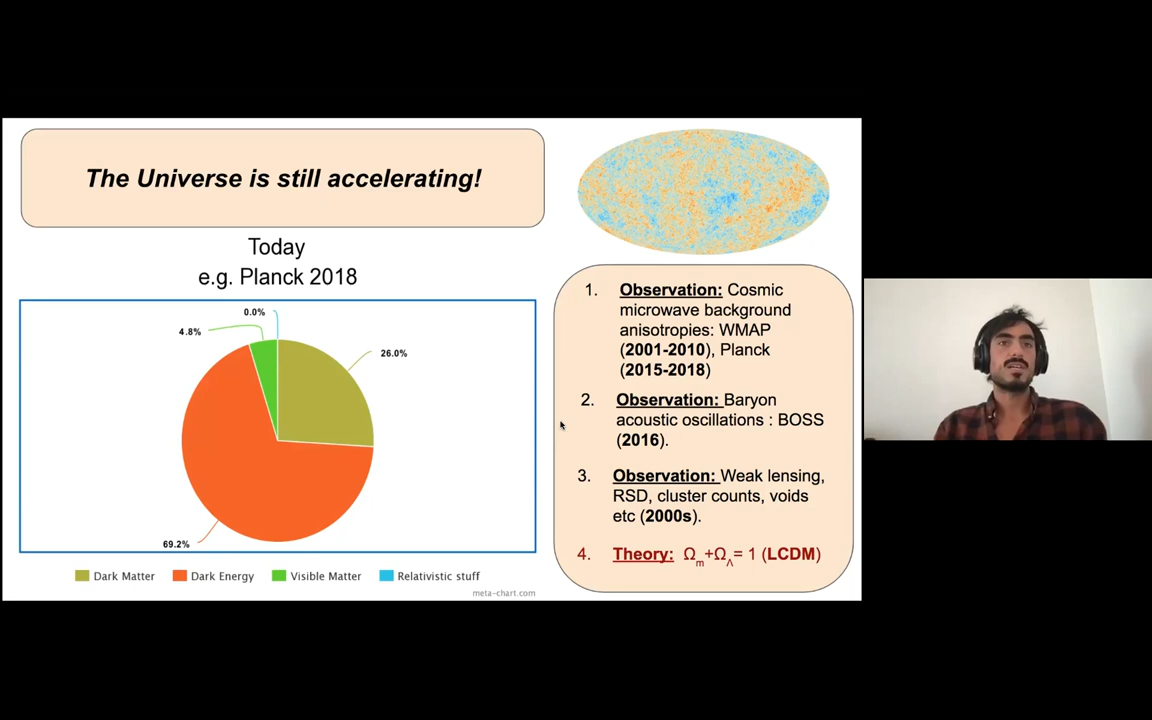 The Universe is still accelerating!
Today
e.g. Planck 2018
0.0%
4.8%
26.0%
69.2%
Dark Matter
Dark Energy
Visible Matter
Relativistic stuff
meta-chart.com
1. Observation: Cosmic
microwave background
anisotropies: WMAP
(2001-2010), Planck
(2015-2018)
2. Observation: Baryon
acoustic oscillations : BOSS
(2016).
3. Observation: Weak lensing,
RSD, cluster counts, voids
etc (2000s).
4. Theory: Ωm+ΩΛ= 1 (LCDM)